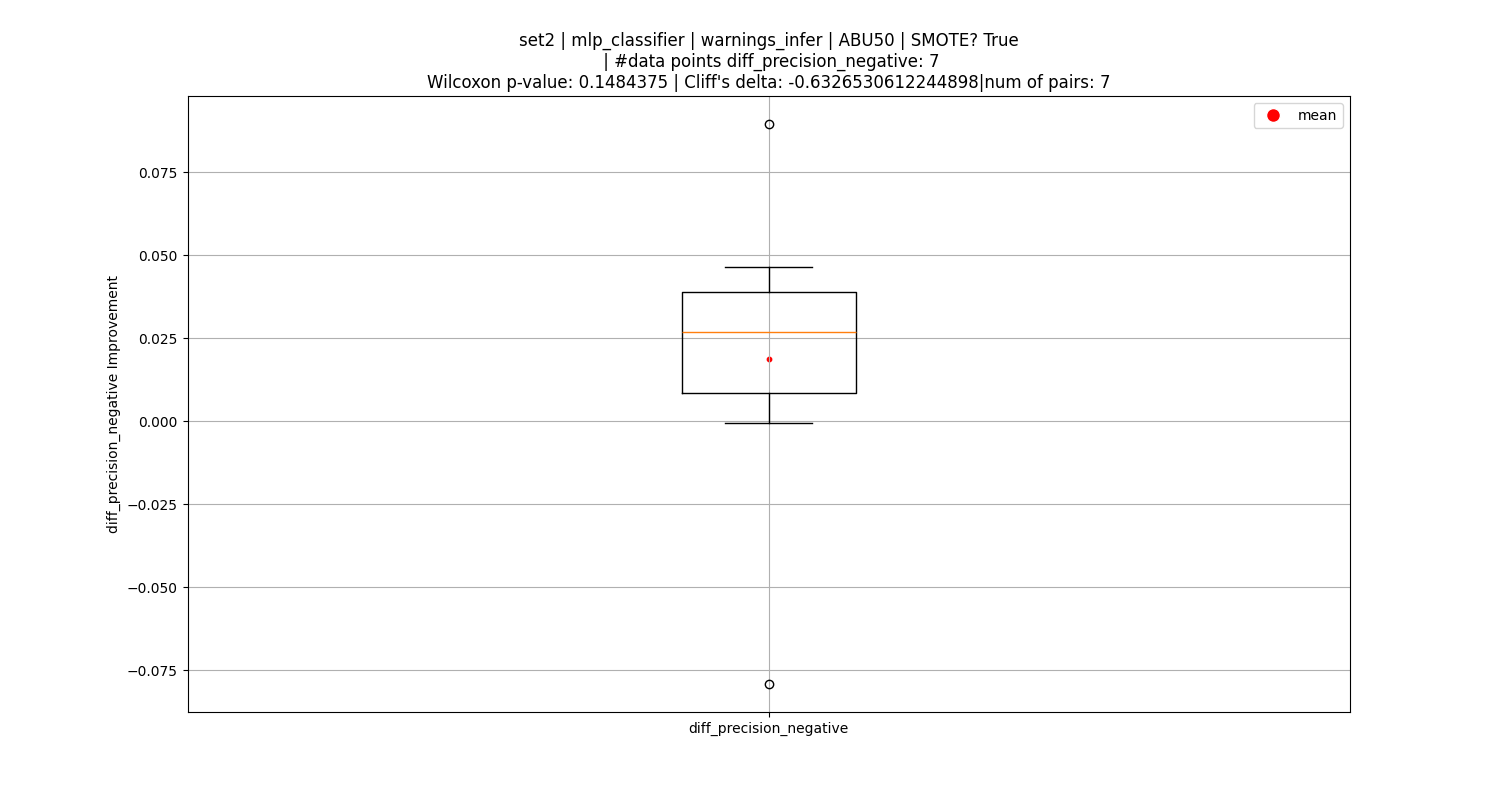 set2 | mlp_classifier | warnings_infer | ABU50 | SMOTE? True
| #data points diff_precision_negative: 7
Wilcoxon p-value: 0.1484375 | Cliff's delta: -0.6326530612244898|num of pairs: 7
mean
0.075
0.050
0.025
0.000
−0.025
−0.050
−0.075
diff_precision_negative Improvement
diff_precision_negative